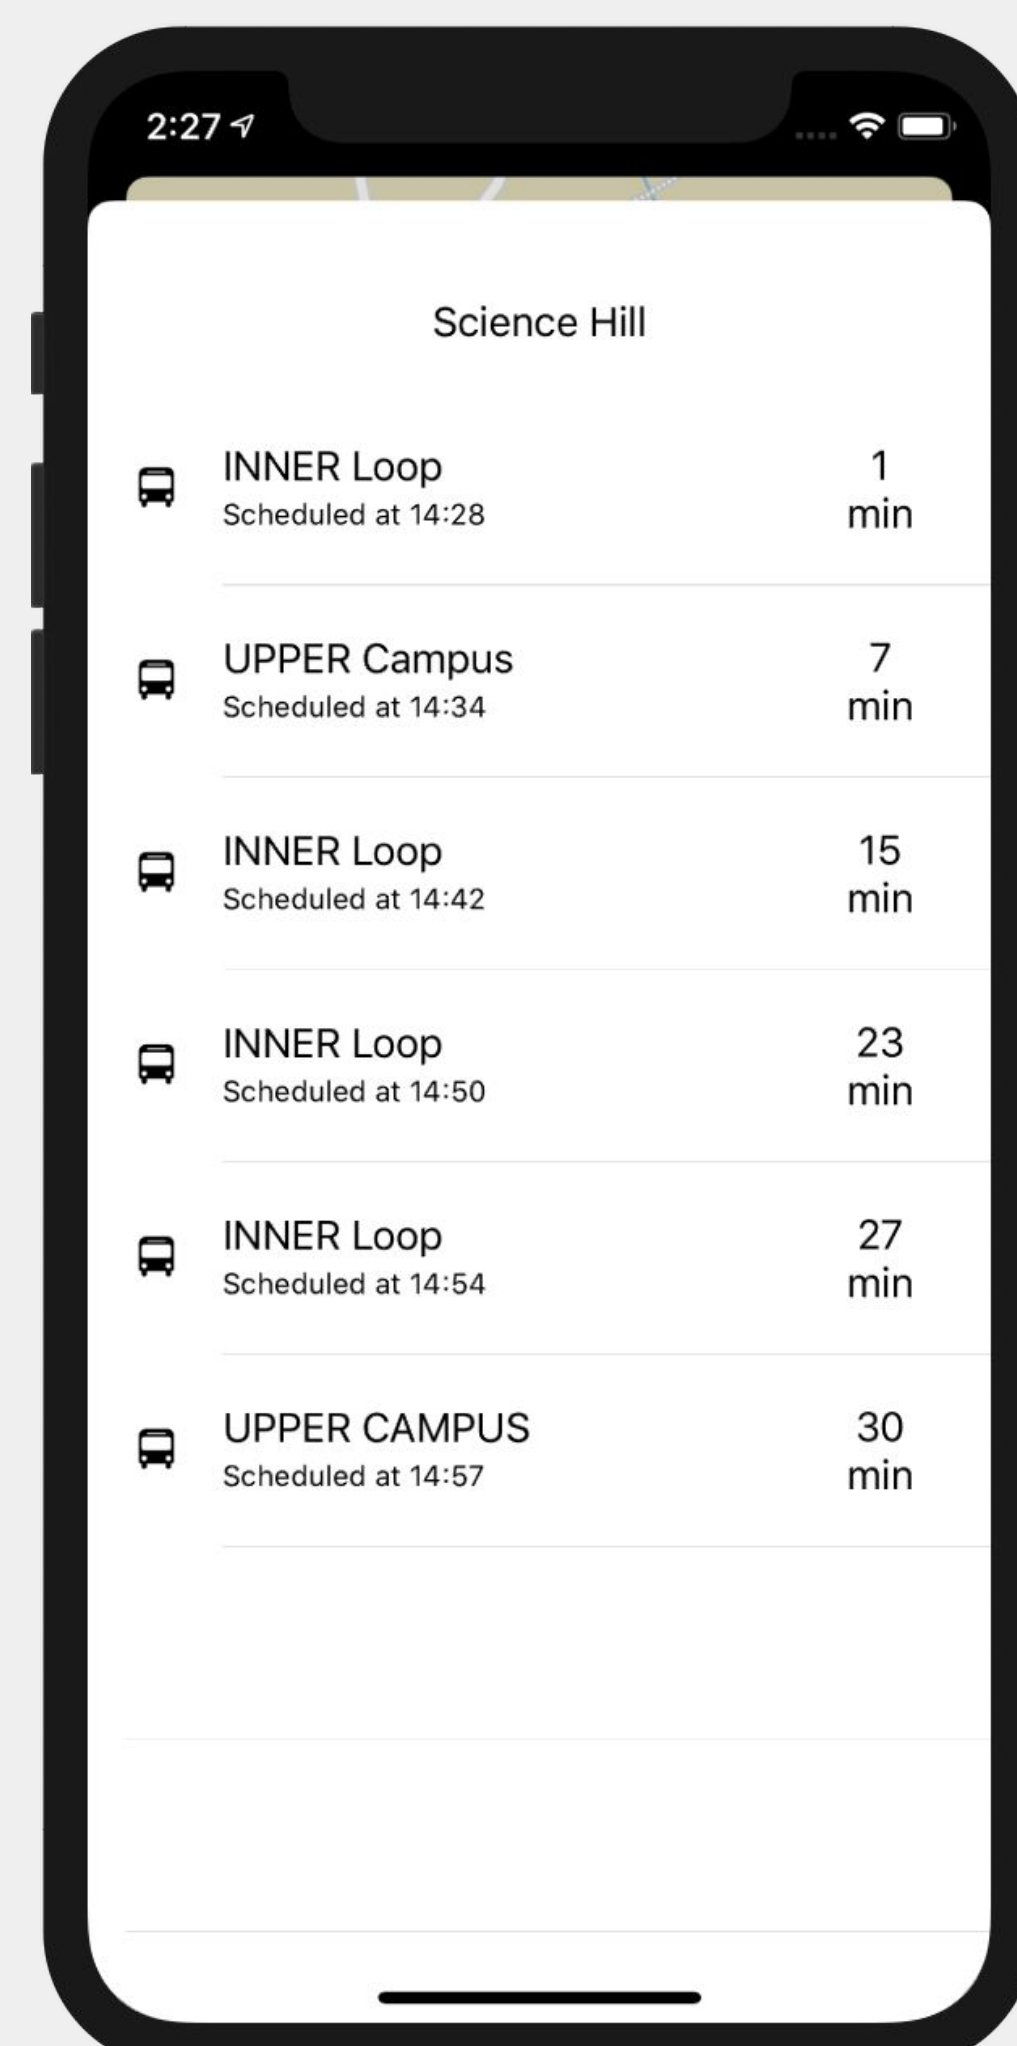 2:27
Science Hill
INNER Loop
Scheduled at 14:28
1
min
UPPER Campus
Scheduled at 14:34
7
min
INNER Loop
Scheduled at 14:42
15
min
INNER Loop
Scheduled at 14:50
23
min
INNER Loop
Scheduled at 14:54
27
min
UPPER CAMPUS
Scheduled at 14:57
30
min